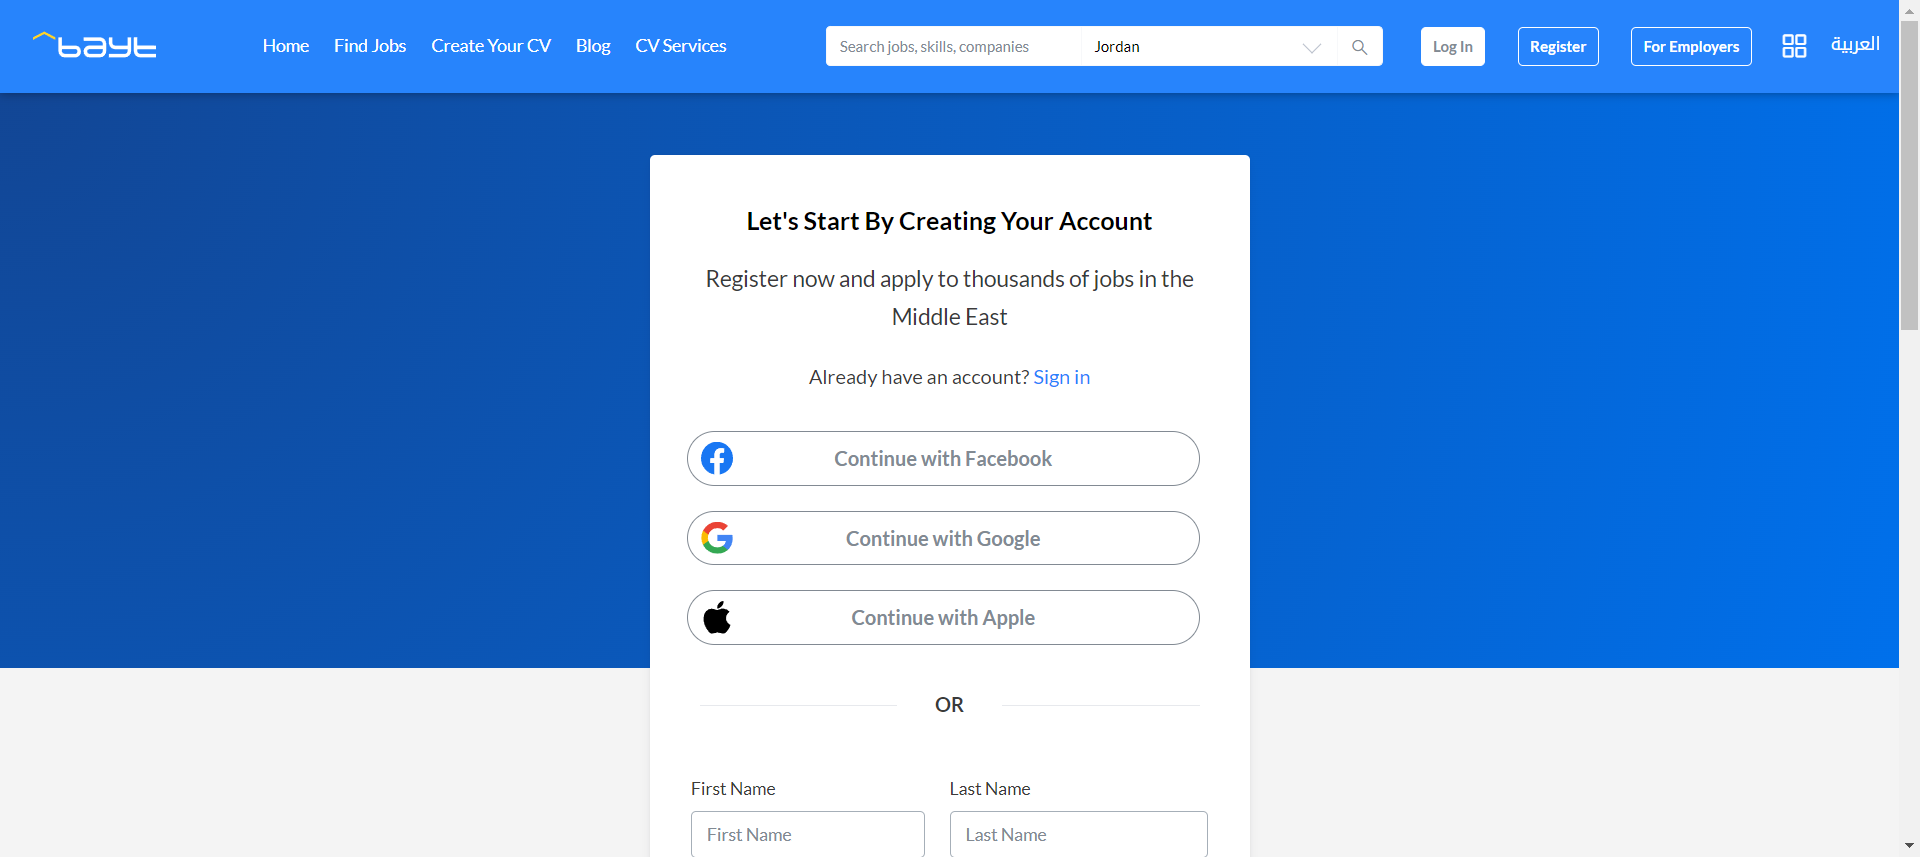 bayt
Home Find Jobs Create Your CV Blog CV Services
Search jobs, skills, companies Jordan
Log In Register For Employers العربية
Let's Start By Creating Your Account
Register now and apply to thousands of jobs in the
Middle East
Already have an account? Sign in
Continue with Facebook
Continue with Google
Continue with Apple
OR
First Name Last Name
First Name Last Name